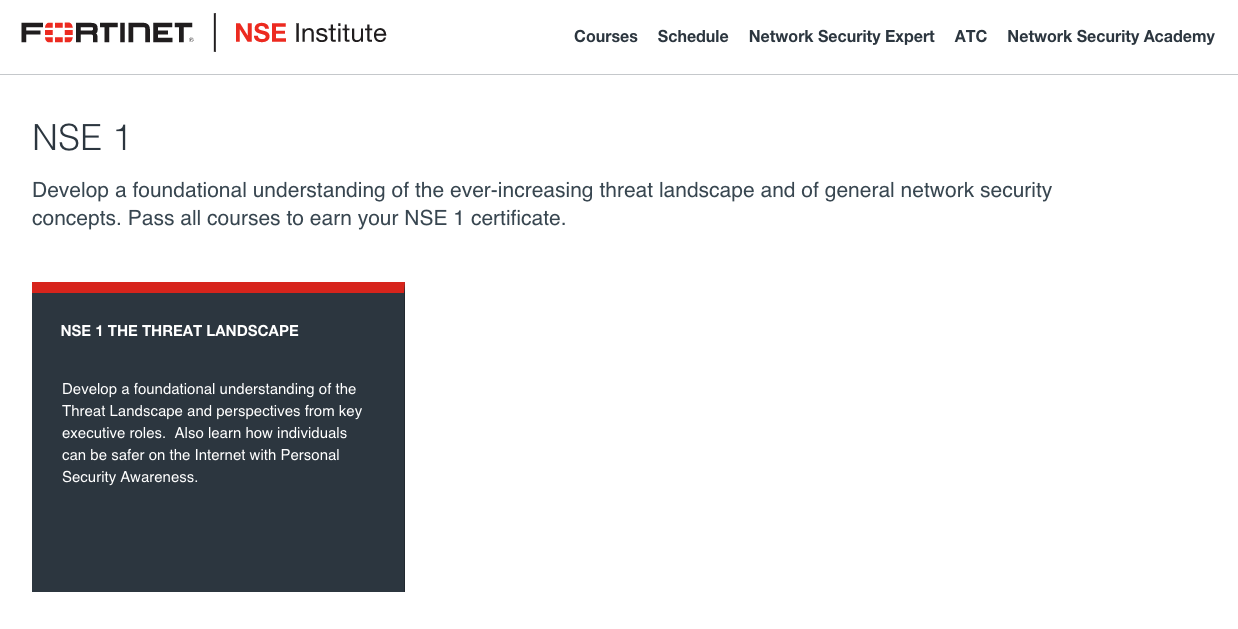 FORTINET® NSE Institute
Courses Schedule Network Security Expert ATC Network Security Academy
NSE 1
Develop a foundational understanding of the ever-increasing threat landscape and of general network security
concepts. Pass all courses to earn your NSE 1 certificate.
NSE 1 THE THREAT LANDSCAPE
Develop a foundational understanding of the
Threat Landscape and perspectives from key
executive roles.  Also learn how individuals
can be safer on the Internet with Personal
Security Awareness.